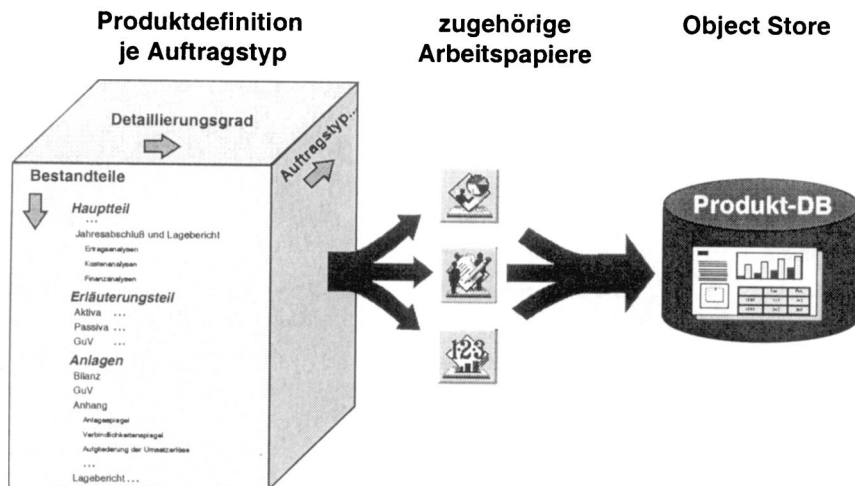 Produktdefinition
je Auftragstyp
zugehörige
Arbeitspapiere
Object Store
Detaillierungsgrad
Auftragstyp...
Bestandteile
Hauptteil
...
Jahresabschluß und Lagebericht
Ertragsanalysen
Kostenanalysen
Finanzanalysen
Erläuterungsteil
Aktiva ...
Passiva ...
GuV ...
Anlagen
Bilanz
GuV
Anhang
Anlagespiegel
Verbindlichkeitenspiegel
Aufgliederung der Umsatzerlöse
...
Lagebericht ...
123
Produkt-DB